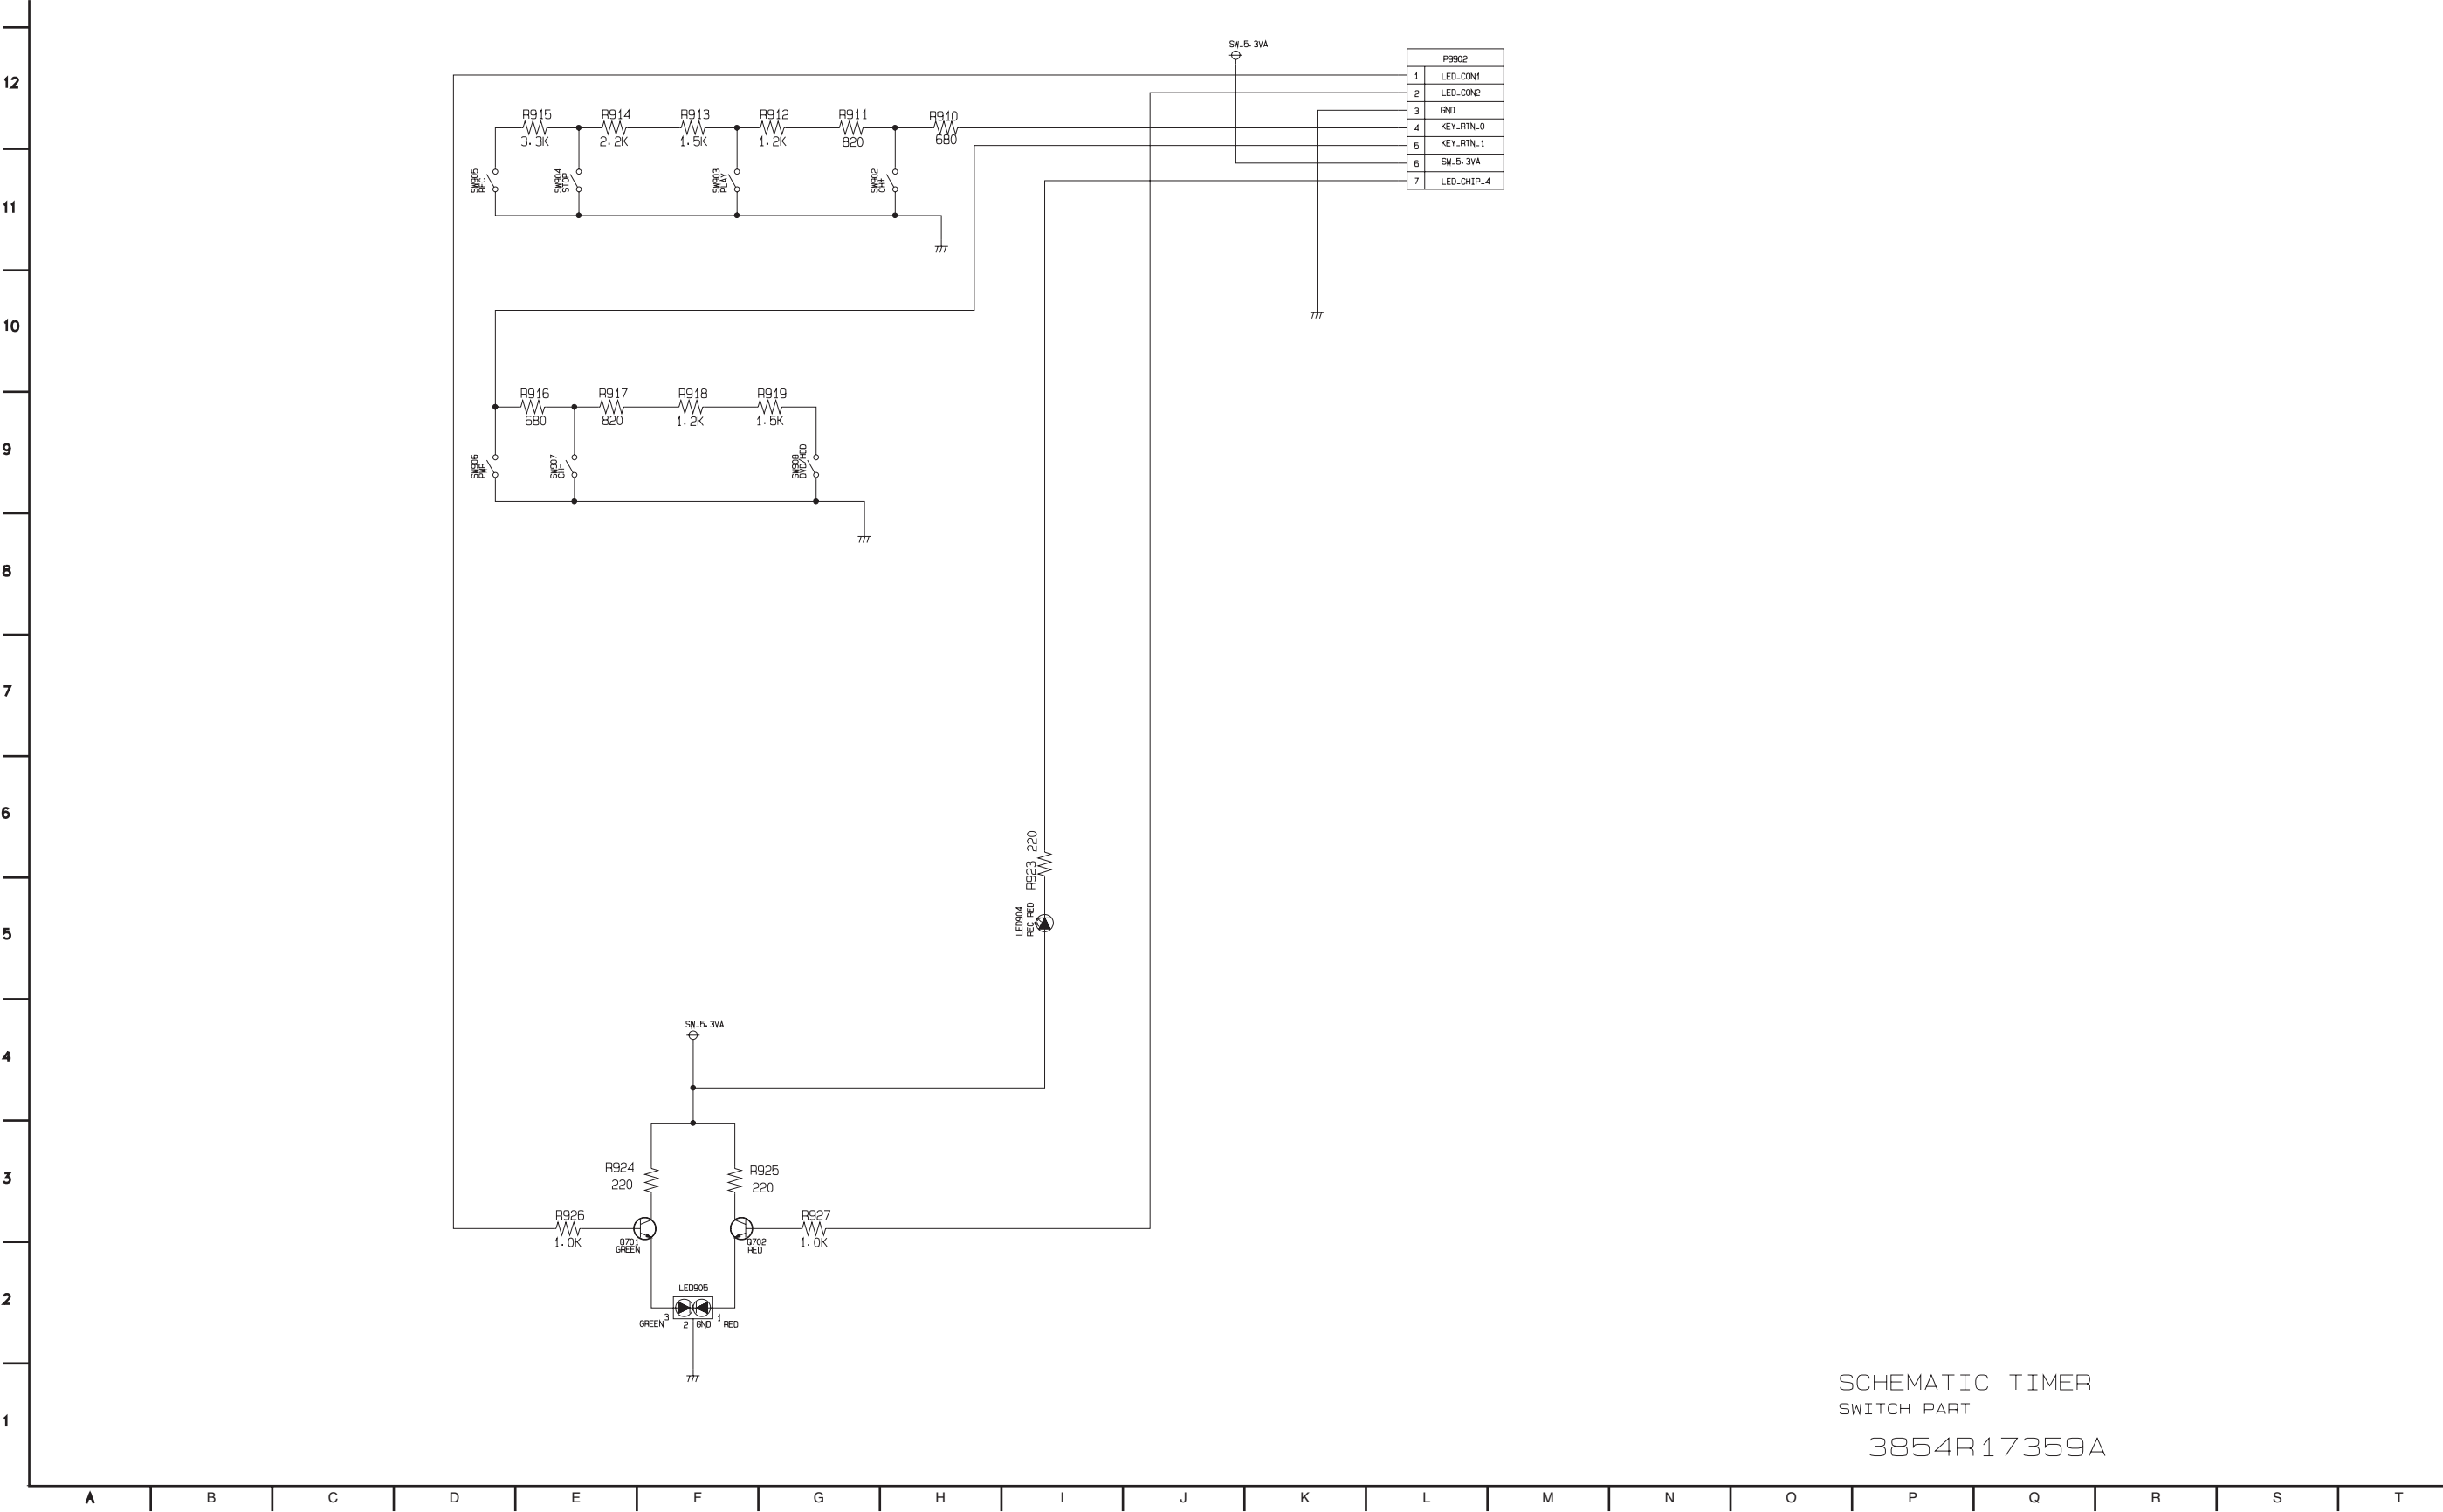 SW_5.3VA
P9902
1 LED_CON1
2 LED_CON2
3 GND
4 KEY_RTN_0
5 KEY_RTN_1
6 SW_5.3VA
7 LED_CHIP_4
12
R915
3.3K
R914
2.2K
R913
1.5K
R912
1.2K
R911
820
R910
680
SW905
REC
SW904
STOP
SW903
PLAY
SW902
CH+
11
10
R916
680
R917
820
R918
1.2K
R919
1.5K
9
SW906
PWR
SW907
CH-
SW908
DVD/HDD
8
7
6
R923 220
LED904
REC RED
5
SW_5.3VA
4
R924
220
R925
220
3
R926
1.0K
R927
1.0K
Q701
GREEN
Q702
RED
LED905
2
GREEN 3 2 GND 1 RED
SCHEMATIC TIMER
SWITCH PART
1
3854R17359A
A B C D E F G H I J K L M N O P Q R S T